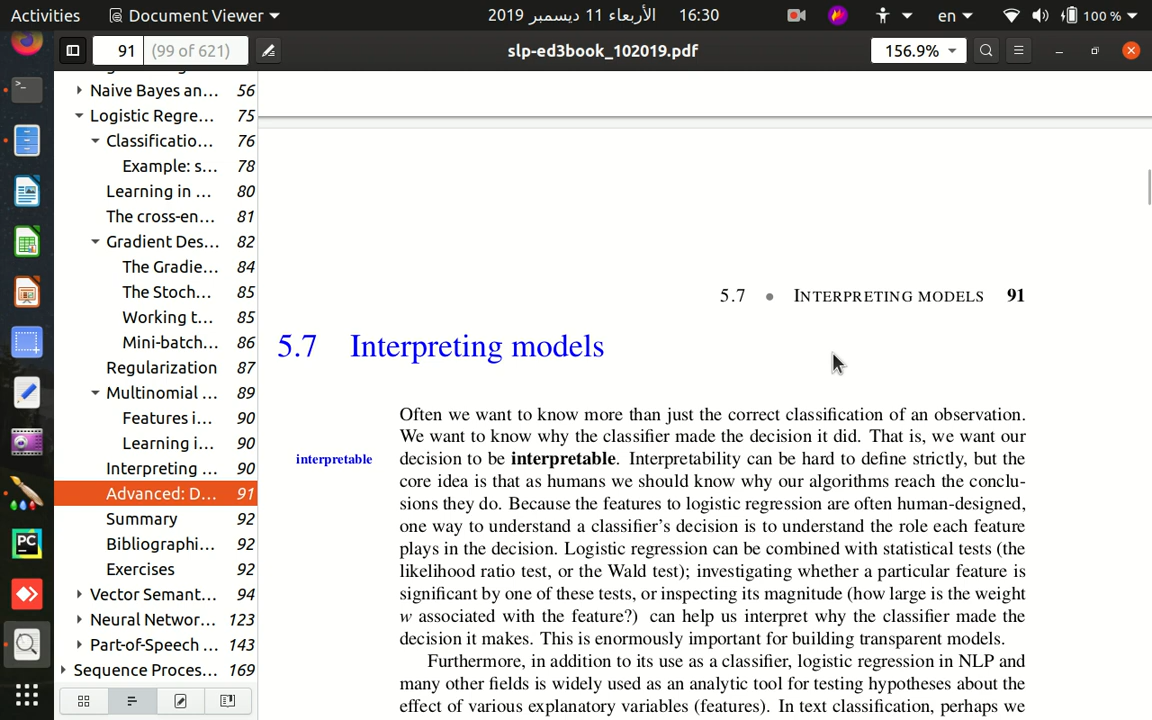 Activities Document Viewer الأربعاء 11 ديسمبر 2019 16:30 en 100 %
91 (99 of 621) slp-ed3book_102019.pdf 156.9%
Naive Bayes an... 56
Logistic Regre... 75
Classificatio... 76
Example: s... 78
Learning in ... 80
The cross-en... 81
Gradient Des... 82
The Gradie... 84
The Stoch... 85
Working t... 85
Mini-batch... 86
Regularization 87
Multinomial ... 89
Features i... 90
Learning i... 90
Interpreting ... 90
Advanced: D... 91
Summary 92
Bibliographi... 92
Exercises 92
Vector Semant... 94
Neural Networ... 123
Part-of-Speech ... 143
Sequence Proces... 169
PC
5.7 • INTERPRETING MODELS 91
5.7 Interpreting models
Often we want to know more than just the correct classification of an observation.
We want to know why the classifier made the decision it did. That is, we want our
interpretable decision to be interpretable. Interpretability can be hard to define strictly, but the
core idea is that as humans we should know why our algorithms reach the conclu-
sions they do. Because the features to logistic regression are often human-designed,
one way to understand a classifier's decision is to understand the role each feature
plays in the decision. Logistic regression can be combined with statistical tests (the
likelihood ratio test, or the Wald test); investigating whether a particular feature is
significant by one of these tests, or inspecting its magnitude (how large is the weight
w associated with the feature?) can help us interpret why the classifier made the
decision it makes. This is enormously important for building transparent models.
Furthermore, in addition to its use as a classifier, logistic regression in NLP and
many other fields is widely used as an analytic tool for testing hypotheses about the
effect of various explanatory variables (features). In text classification, perhaps we